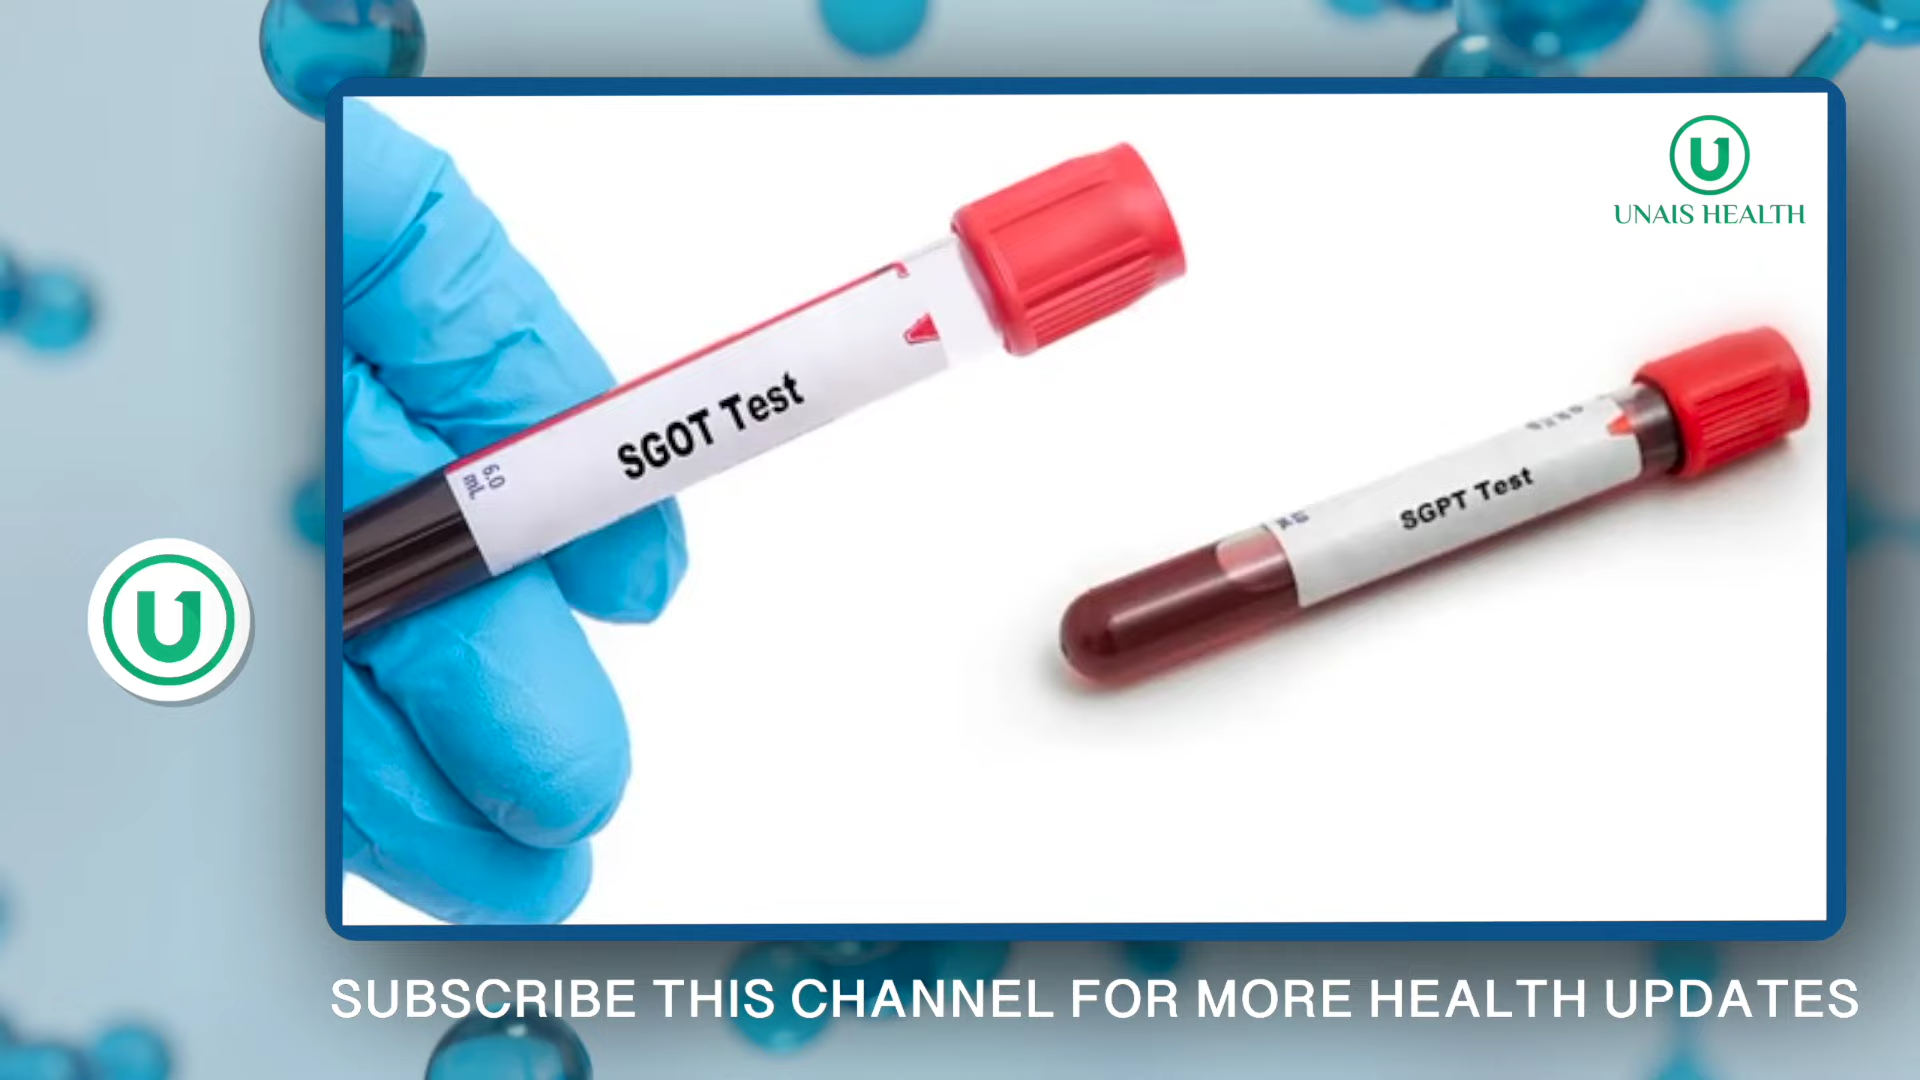 U
UNAIS HEALTH
SGOT Test
6.0
mL
SGPT Test
U
SUBSCRIBE THIS CHANNEL FOR MORE HEALTH UPDATES